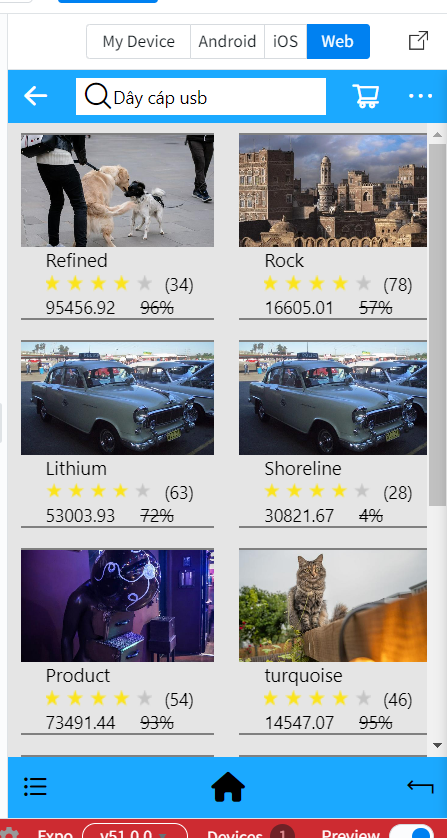 My Device Android iOS Web
Dây cáp usb
Refined Rock
(34) (78)
95456.92 96% 16605.01 57%
Lithium Shoreline
(63) (28)
53003.93 72% 30821.67 4%
Product turquoise
(54) (46)
73491.44 93% 14547.07 95%
Expo v51.0.0 Devices 1 Preview